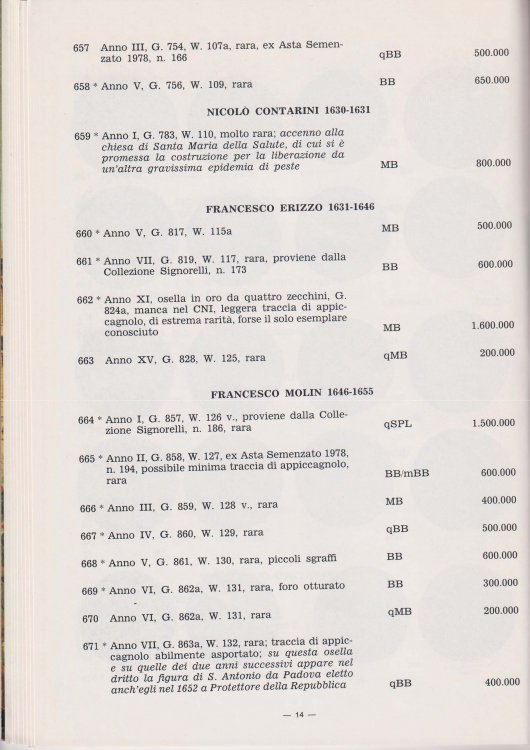 657 Anno III, G. 754, W. 107a, rara, ex Asta Semen-
zato 1978, n. 166 qBB 500.000
658 * Anno V, G. 756, W. 109, rara BB 650.000
NICOLÒ CONTARINI 1630-1631
659 * Anno I, G. 783, W. 110, molto rara; accenno alla
chiesa di Santa Maria della Salute, di cui si è
promessa la costruzione per la liberazione da
un'altra gravissima epidemia di peste MB 800.000
FRANCESCO ERIZZO 1631-1646
660 * Anno V, G. 817, W. 115a MB 500.000
661 * Anno VII, G. 819, W. 117, rara, proviene dalla
Collezione Signorelli, n. 173 BB 600.000
662 * Anno XI, osella in oro da quattro zecchini, G.
824a, manca nel CNI, leggera traccia di appic-
cagnolo, di estrema rarità, forse il solo esemplare
conosciuto MB 1.600.000
663 Anno XV, G. 828, W. 125, rara qMB 200.000
FRANCESCO MOLIN 1646-1655
664 * Anno I, G. 857, W. 126 v., proviene dalla Colle-
zione Signorelli, n. 186, rara qSPL 1.500.000
665 * Anno II, G. 858, W. 127, ex Asta Semenzato 1978,
n. 194, possibile minima traccia di appiccagnolo,
rara BB/mBB 600.000
666 * Anno III, G. 859, W. 128 v., rara MB 400.000
667 * Anno IV, G. 860, W. 129, rara qBB 500.000
668 * Anno V, G. 861, W. 130, rara, piccoli sgraffi BB 600.000
669 * Anno VI, G. 862a, W. 131, rara, foro otturato BB 300.000
670 Anno VI, G. 862a, W. 131, rara qMB 200.000
671 * Anno VII, G. 863a, W. 132, rara; traccia di appic-
cagnolo abilmente asportato; su questa osella
e su quelle dei due anni successivi appare nel
dritto la figura di S. Antonio da Padova eletto
anch'egli nel 1652 a Protettore della Repubblica qBB 400.000
— 14 —